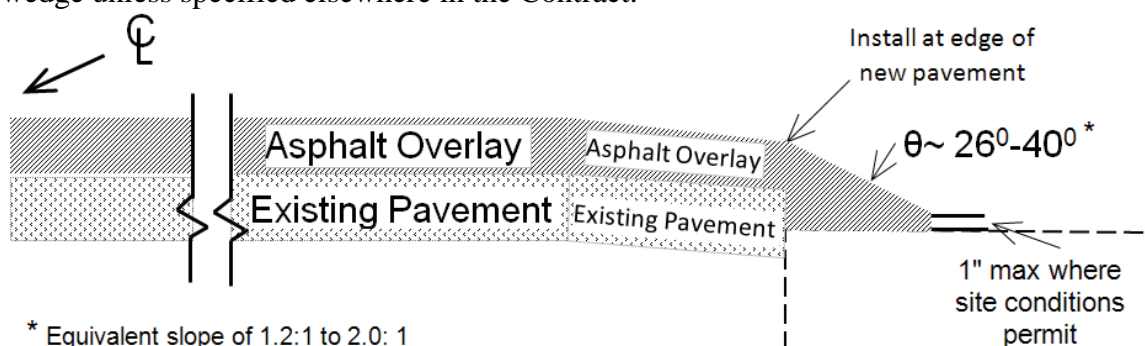 wedge unless specified elsewhere in the Contract.
℄
Install at edge of
new pavement
Asphalt Overlay
Asphalt Overlay
θ~ 26⁰-40⁰ *
Existing Pavement
Existing Pavement
1" max where
site conditions
permit
* Equivalent slope of 1.2:1 to 2.0: 1